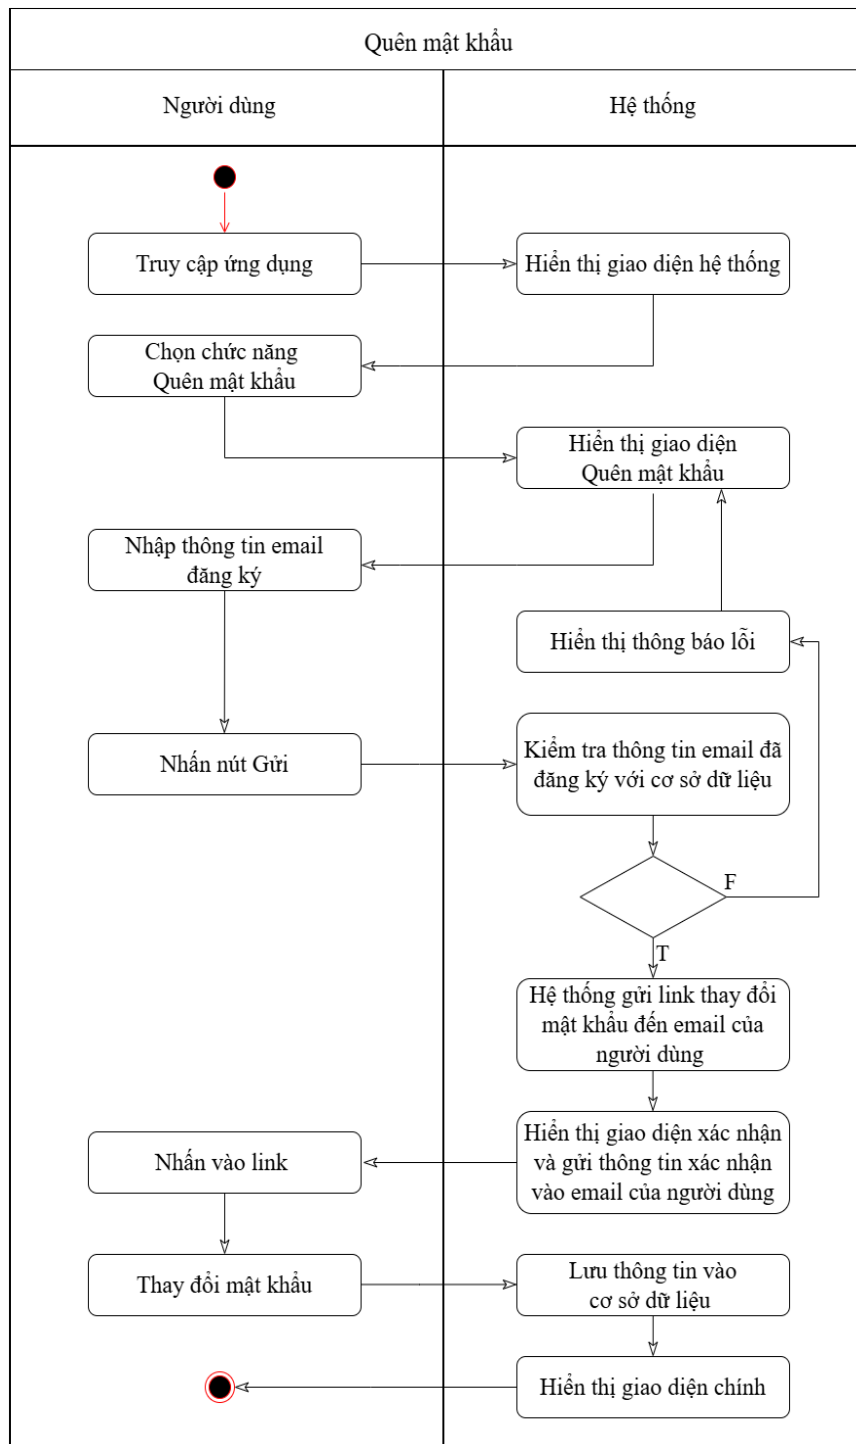 Quên mật khẩu
Người dùng
Hệ thống
Truy cập ứng dụng
Hiển thị giao diện hệ thống
Chọn chức năng
Quên mật khẩu
Hiển thị giao diện
Quên mật khẩu
Nhập thông tin email
đăng ký
Hiển thị thông báo lỗi
Nhấn nút Gửi
Kiểm tra thông tin email đã
đăng ký với cơ sở dữ liệu
F
T
Hệ thống gửi link thay đổi
mật khẩu đến email của
người dùng
Nhấn vào link
Hiển thị giao diện xác nhận
và gửi thông tin xác nhận
vào email của người dùng
Thay đổi mật khẩu
Lưu thông tin vào
cơ sở dữ liệu
Hiển thị giao diện chính